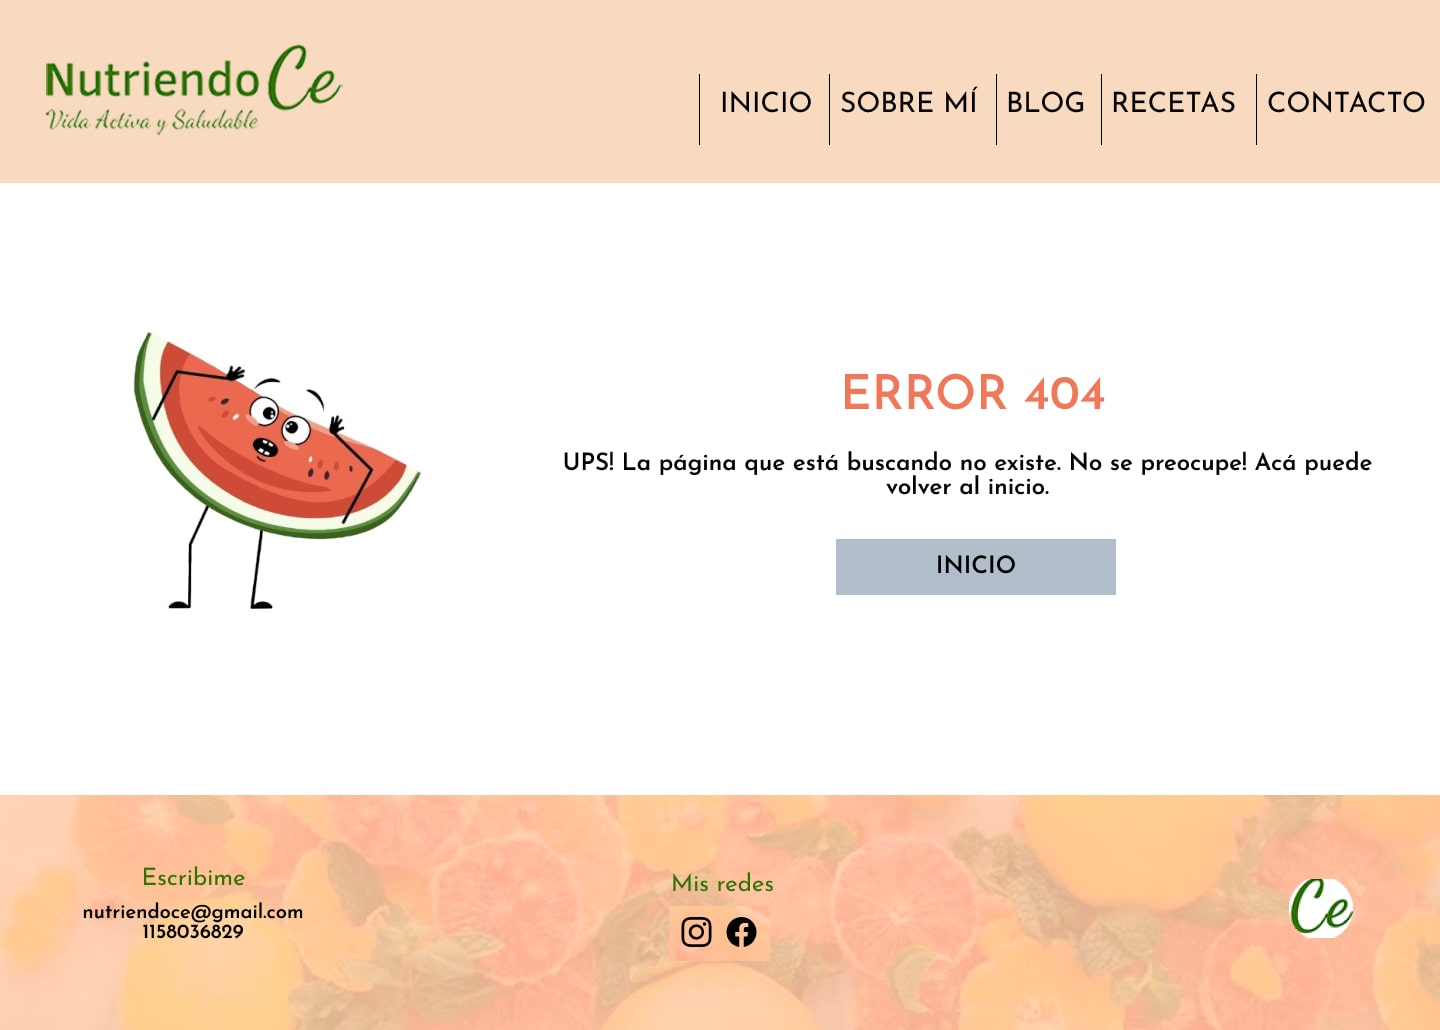 Nutriendo Ce
Vida Activa y Saludable
INICIO
SOBRE MÍ
BLOG
RECETAS
CONTACTO
ERROR 404
UPS! La página que está buscando no existe. No se preocupe! Acá puede
volver al inicio.
INICIO
Escribime
nutriendoce@gmail.com
1158036829
Mis redes
Ce